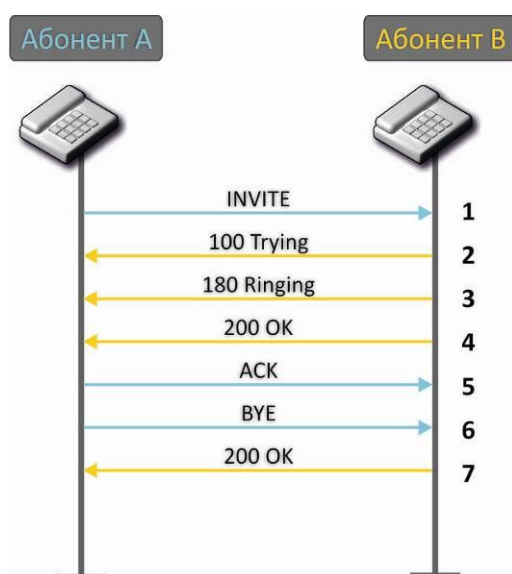 Абонент А
Абонент В
INVITE
1
100 Trying
2
180 Ringing
3
200 OK
4
ACK
5
BYE
6
200 OK
7